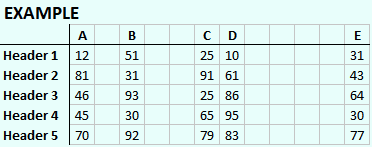 EXAMPLE
A B C D E
Header 1 12 51 25 10 31
Header 2 81 31 91 61 43
Header 3 46 93 25 86 64
Header 4 45 30 65 95 30
Header 5 70 92 79 83 77